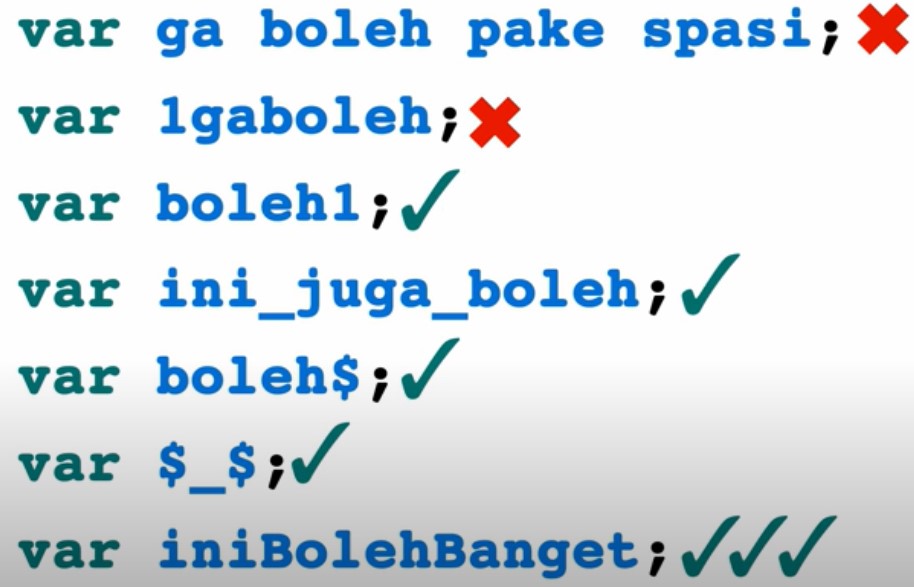 var ga boleh pake spasi;✖
var 1gaboleh;✖
var boleh1;✓
var ini_juga_boleh;✓
var boleh$;✓
var $_$;✓
var iniBolehBanget;✓✓✓